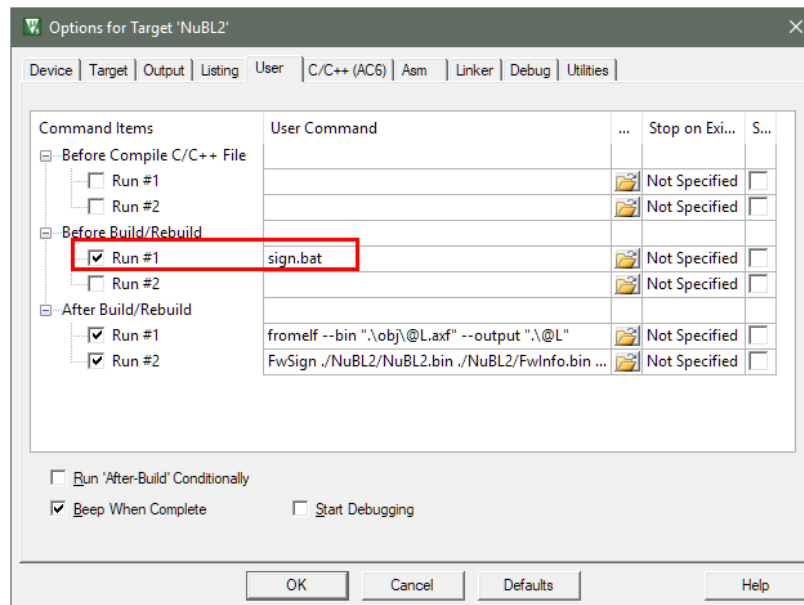 Options for Target 'NuBL2'
Device Target Output Listing User C/C++ (AC6) Asm Linker Debug Utilities
Command Items User Command ... Stop on Exi... S...
Before Compile C/C++ File
Run #1 Not Specified
Run #2 Not Specified
Before Build/Rebuild
Run #1 sign.bat Not Specified
Run #2 Not Specified
After Build/Rebuild
Run #1 fromelf --bin ".\obj\@L.axf" --output ".\@L" Not Specified
Run #2 FwSign ./NuBL2/NuBL2.bin ./NuBL2/FwInfo.bin ... Not Specified
Run 'After-Build' Conditionally
Beep When Complete Start Debugging
OK Cancel Defaults Help